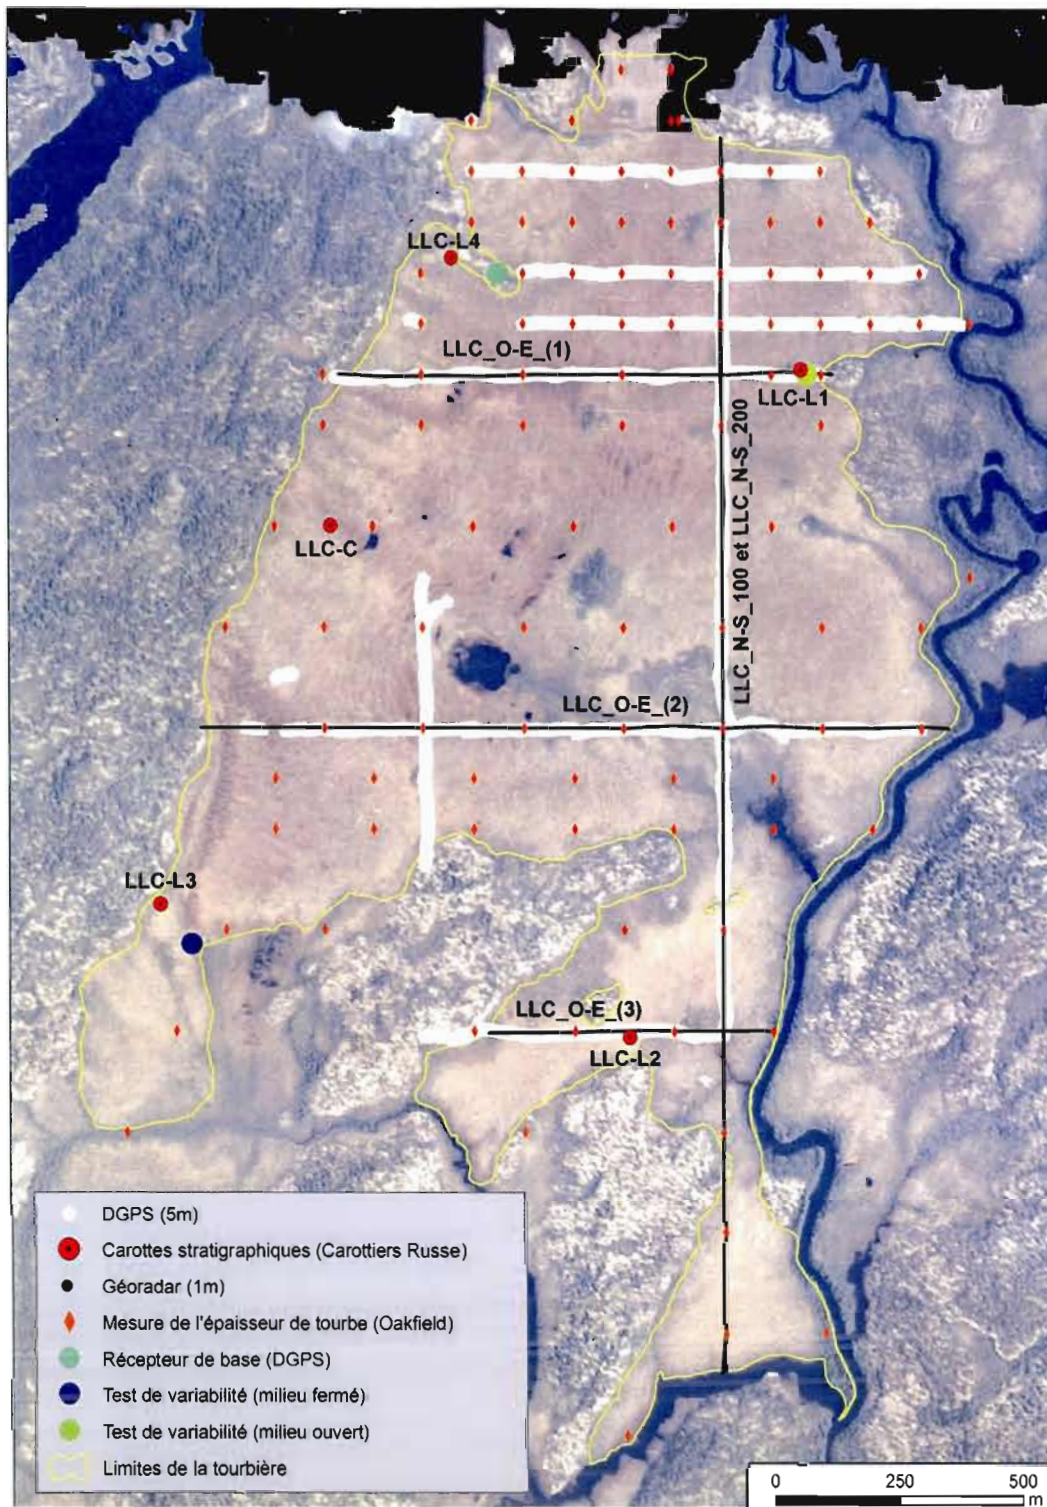 LLC-L4
LLC_O-E_(1)
LLC-L1
LLC_N-S_100 et LLC_N-S_200
LLC-C
LLC_O-E_(2)
LLC-L3
LLC_O-E_(3)
LLC-L2
DGPS (5m)
Carottes stratigraphiques (Carottiers Russe)
Géoradar (1m)
Mesure de l'épaisseur de tourbe (Oakfield)
Récepteur de base (DGPS)
Test de variabilité (milieu fermé)
Test de variabilité (milieu ouvert)
Limites de la tourbière
0 250 500
m